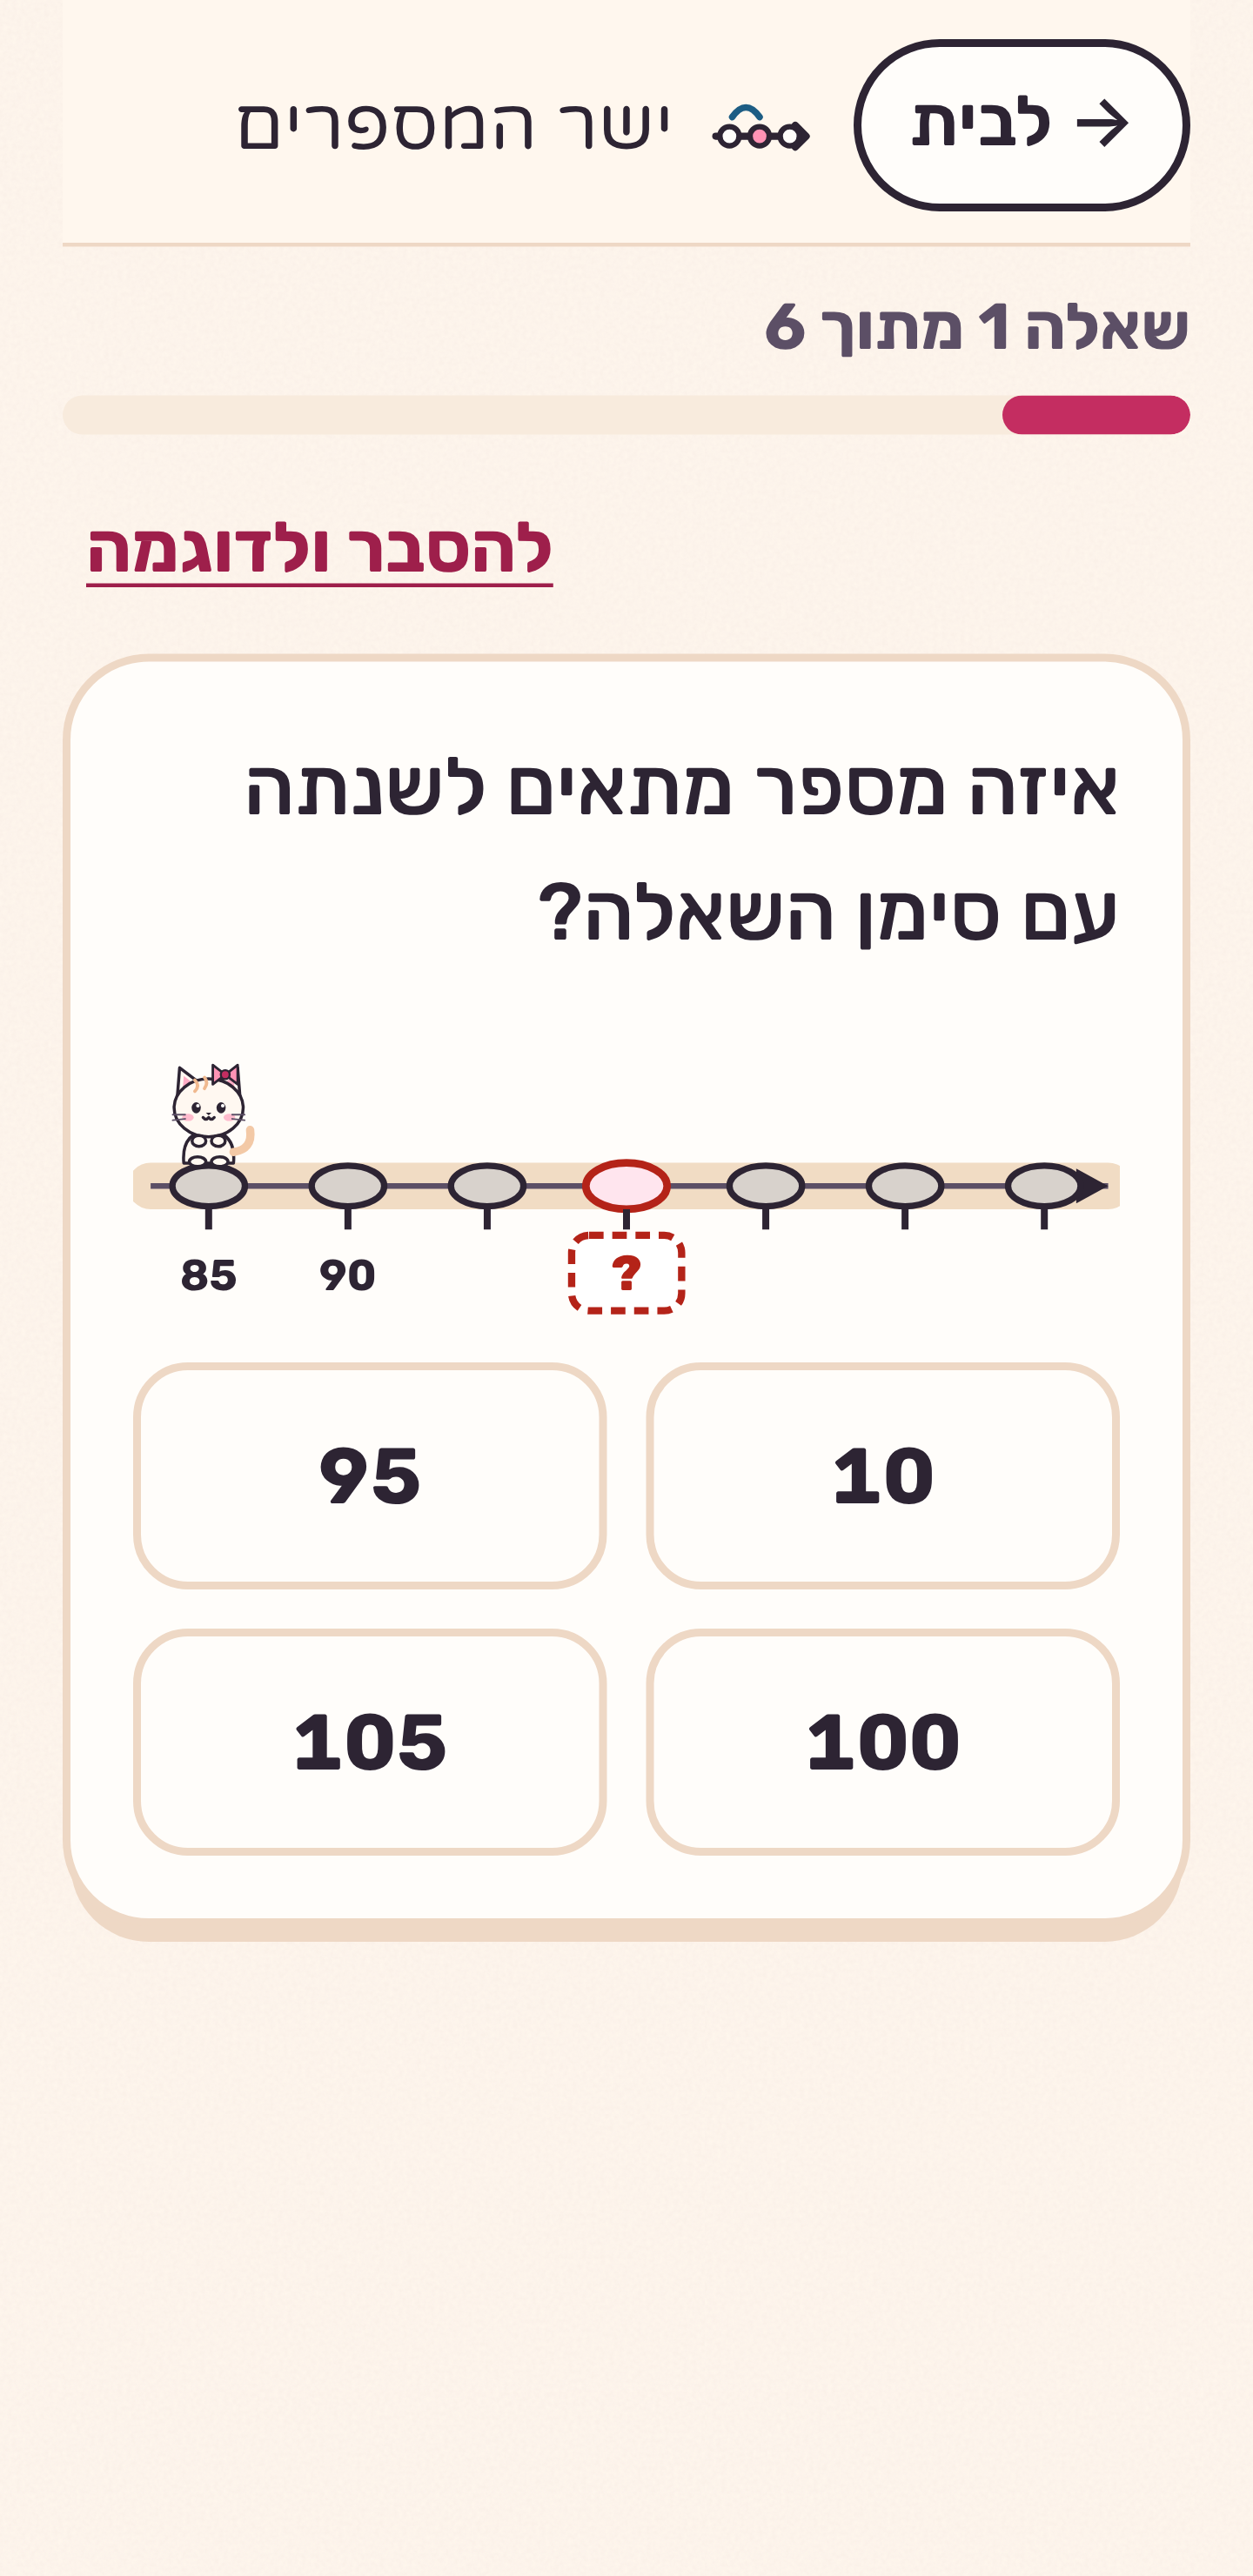 → לבית
ישר המספרים
שאלה 1 מתוך 6
להסבר ולדוגמה
איזה מספר מתאים לשנתה
עם סימן השאלה?
85 90 ?
10
95
100
105